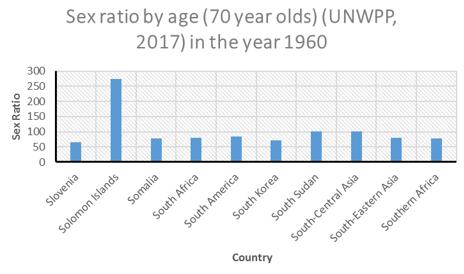 Sex ratio by age (70 year olds) (UNWPP,
2017) in the year 1960
Sex Ratio
300
250
200
150
100
50
0
Slovenia
Solomon Islands
Somalia
South Africa
South America
South Korea
South Sudan
South-Central Asia
South-Eastern Asia
Southern Africa
Country